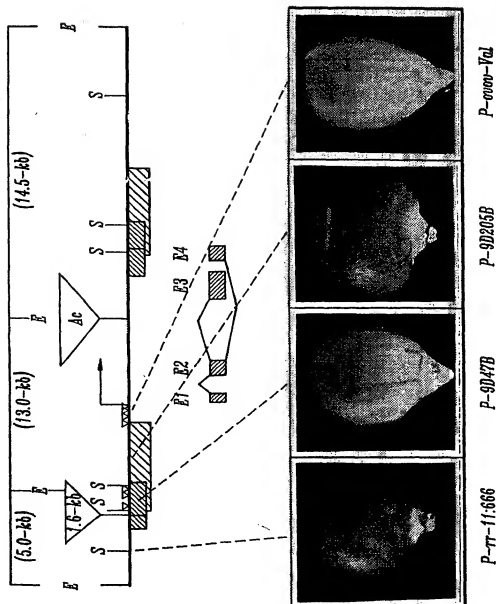 (5.0-kb) (13.0-kb) (14.5-kb)
E E E E
1.6-kb Ac
S S S S S S
E1 E2 E3 E4
P-rr-11:666 P-9D47B P-9D205B P-ovov-Val